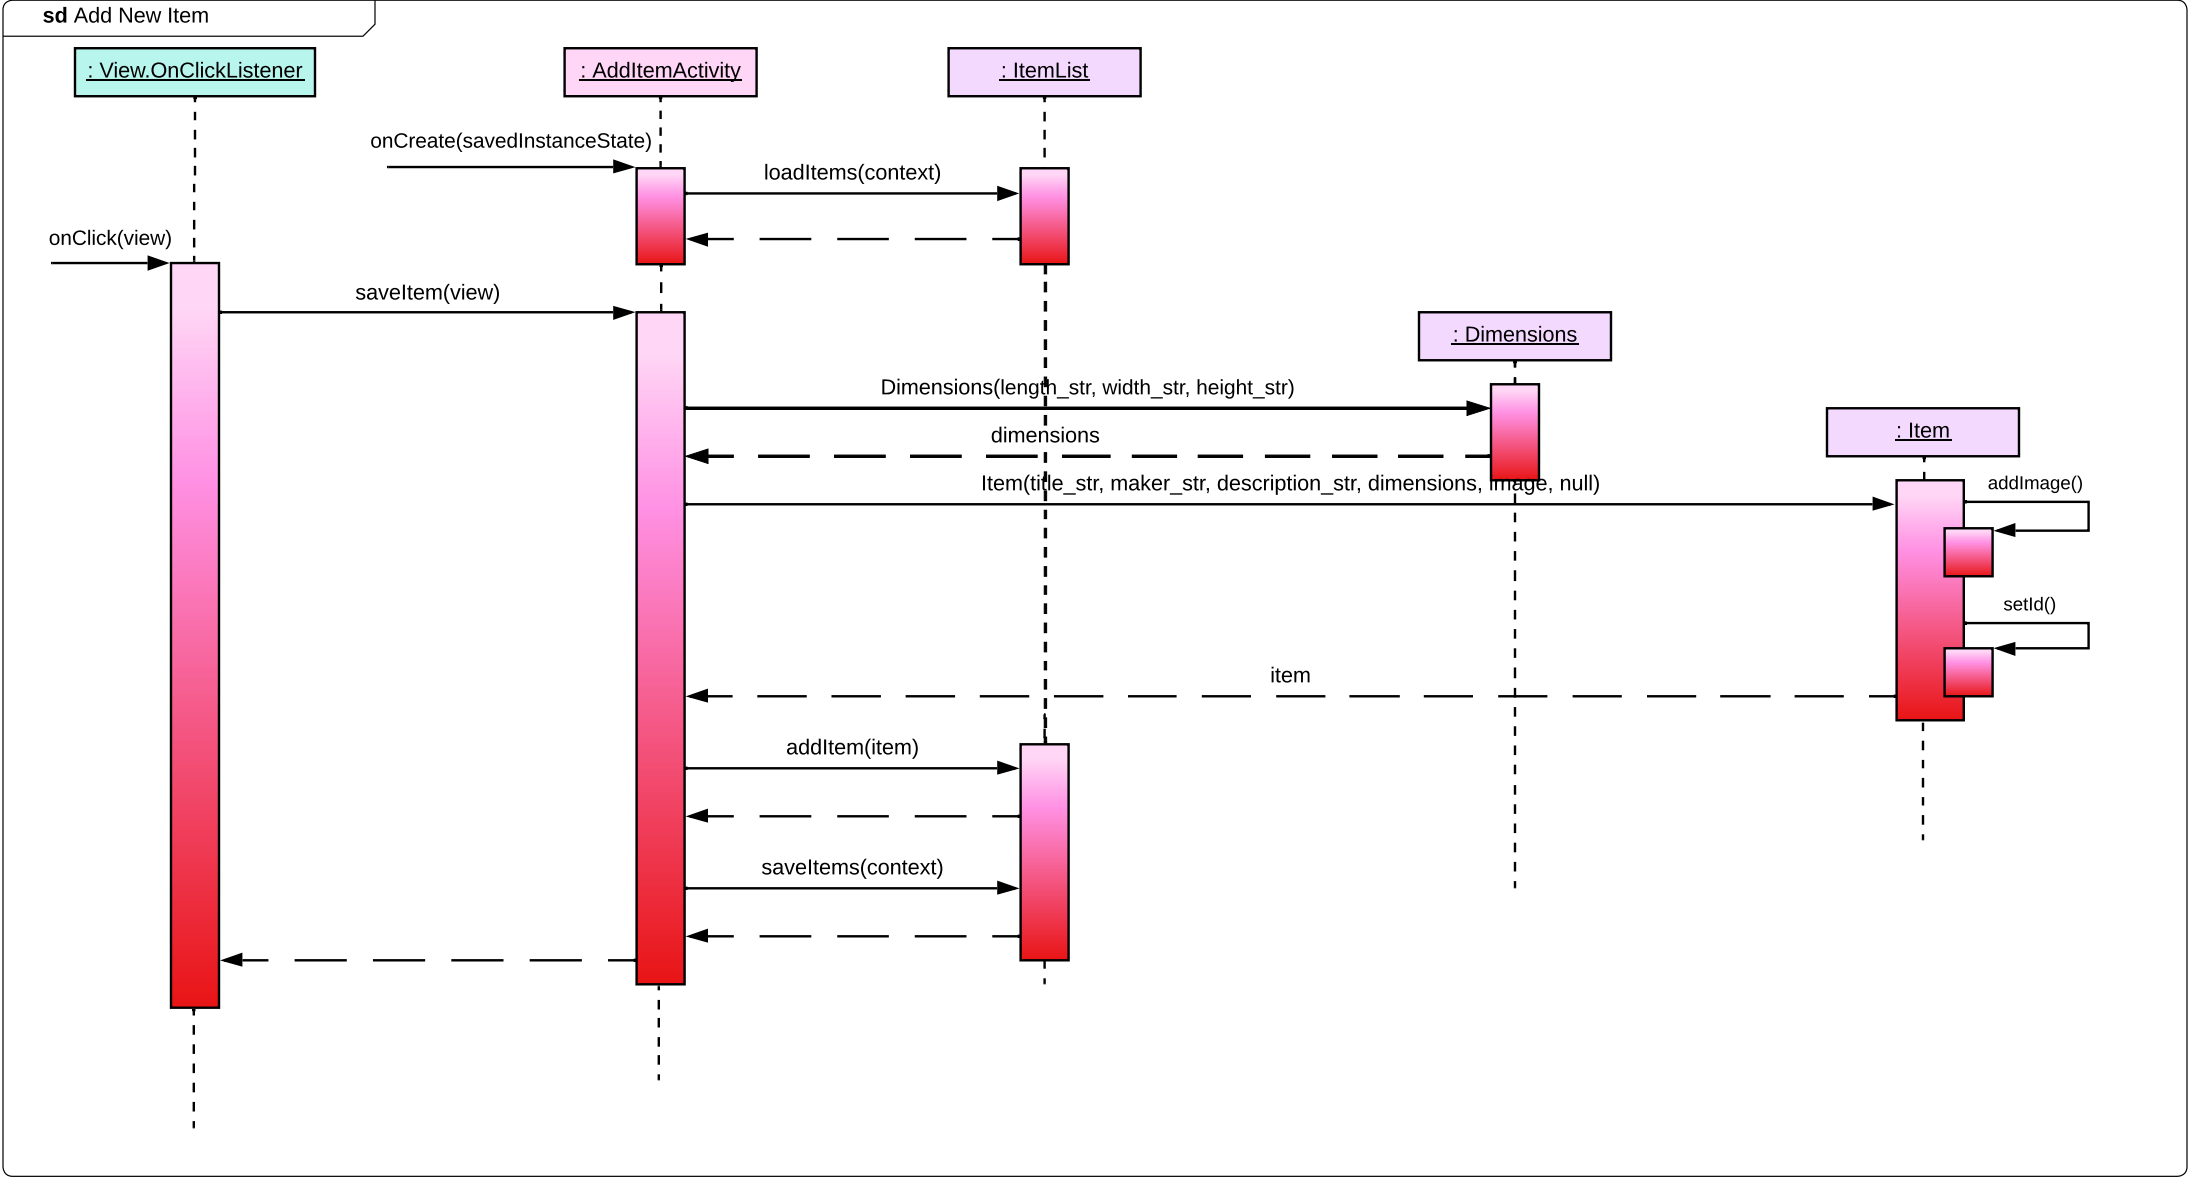 sd Add New Item
: View.OnClickListener
: AddItemActivity
: ItemList
onCreate(savedInstanceState)
loadItems(context)
onClick(view)
saveItem(view)
: Dimensions
Dimensions(length_str, width_str, height_str)
: Item
dimensions
Item(title_str, maker_str, description_str, dimensions, image, null)
addImage()
setId()
item
addItem(item)
saveItems(context)